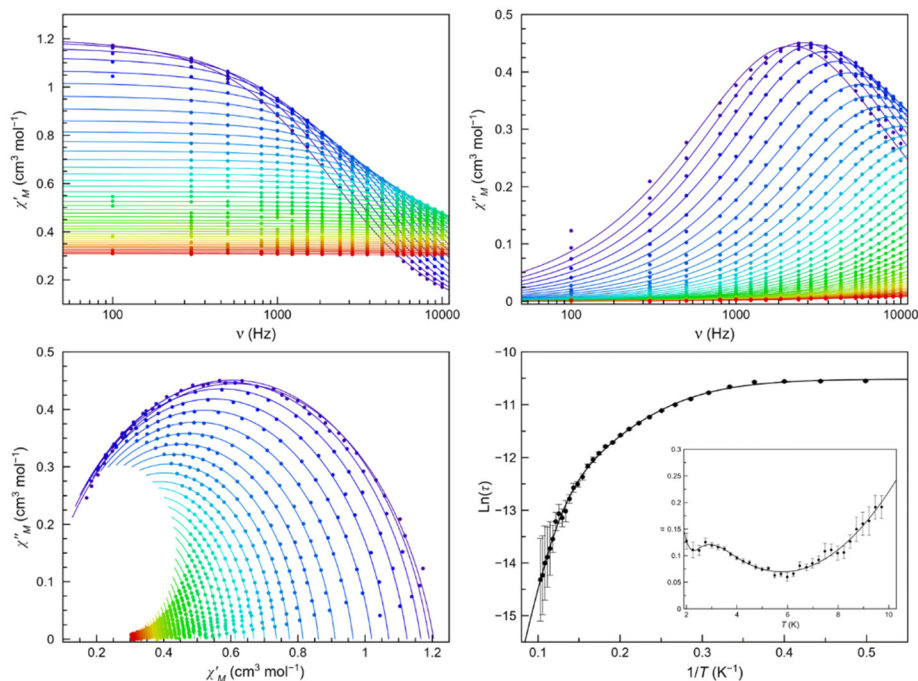 1.2
1
0.8
0.6
0.4
0.2
χ′M (cm³ mol⁻¹)
100
1000
10000
ν (Hz)
0.5
0.4
0.3
0.2
0.1
0
χ″M (cm³ mol⁻¹)
100
1000
10000
ν (Hz)
0.5
0.4
0.3
0.2
0.1
0
χ″M (cm³ mol⁻¹)
0 0.2 0.4 0.6 0.8 1.0 1.2
χ′M (cm³ mol⁻¹)
−10
−11
−12
−13
−14
−15
Ln(τ)
0.1 0.2 0.3 0.4 0.5
1/T (K⁻¹)
0.3
0.25
0.2
0.15
0.1
0.05
0
α
2 4 6 8 10
T (K)